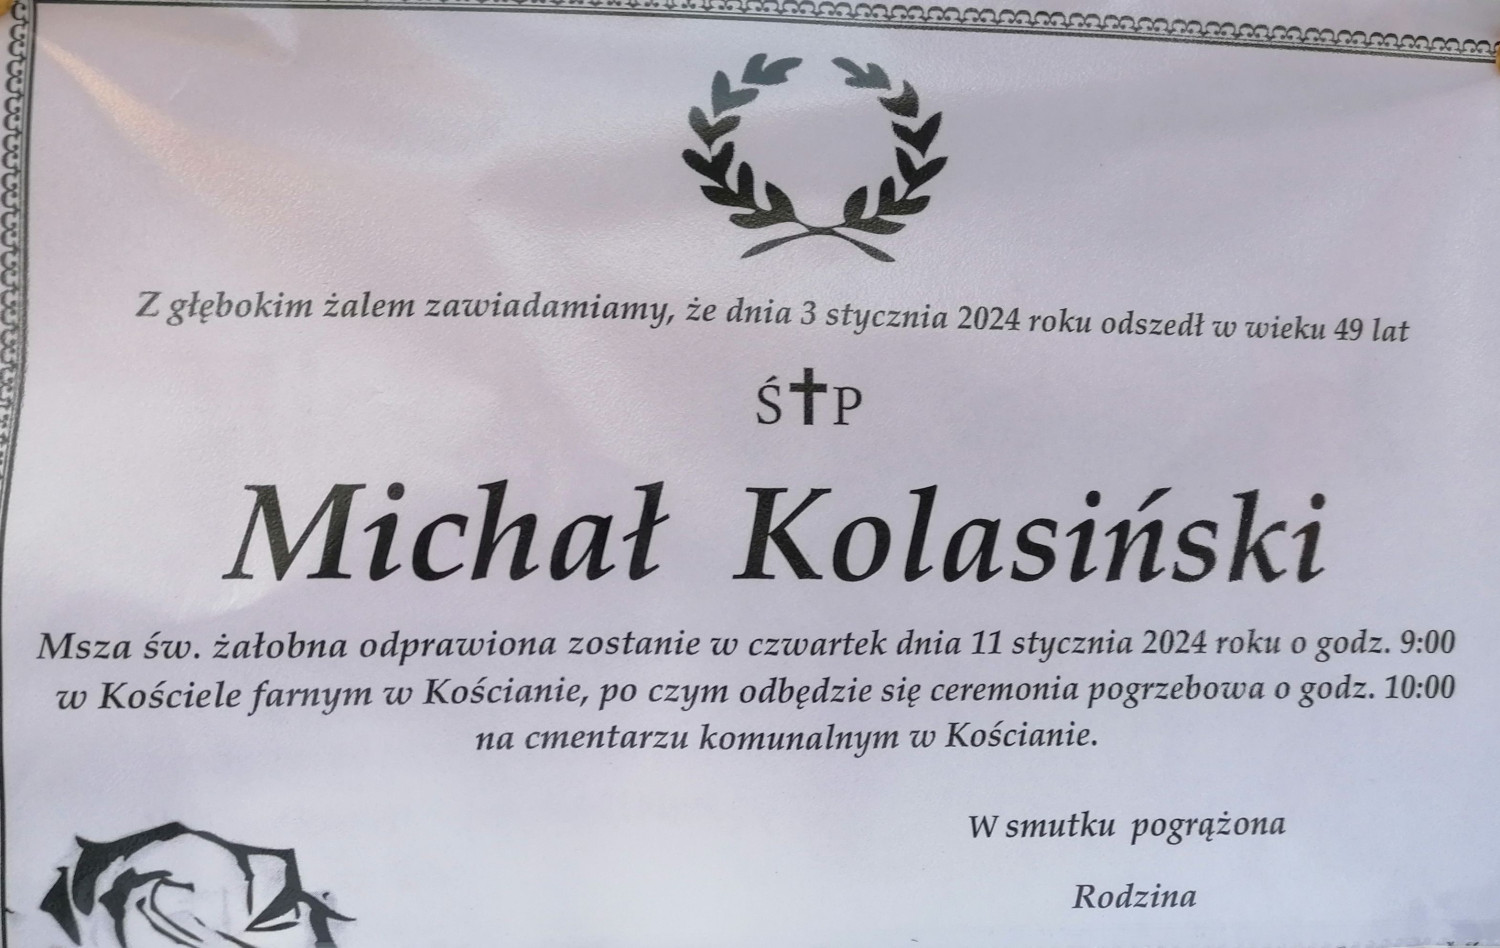 Z głębokim żalem zawiadamiamy, że dnia 3 stycznia 2024 roku odszedł w wieku 49 lat
Ś✝P
Michał Kolasiński
Msza św. żałobna odprawiona zostanie w czwartek dnia 11 stycznia 2024 roku o godz. 9:00
w Kościele farnym w Kościanie, po czym odbędzie się ceremonia pogrzebowa o godz. 10:00
na cmentarzu komunalnym w Kościanie.
W smutku pogrążona
Rodzina